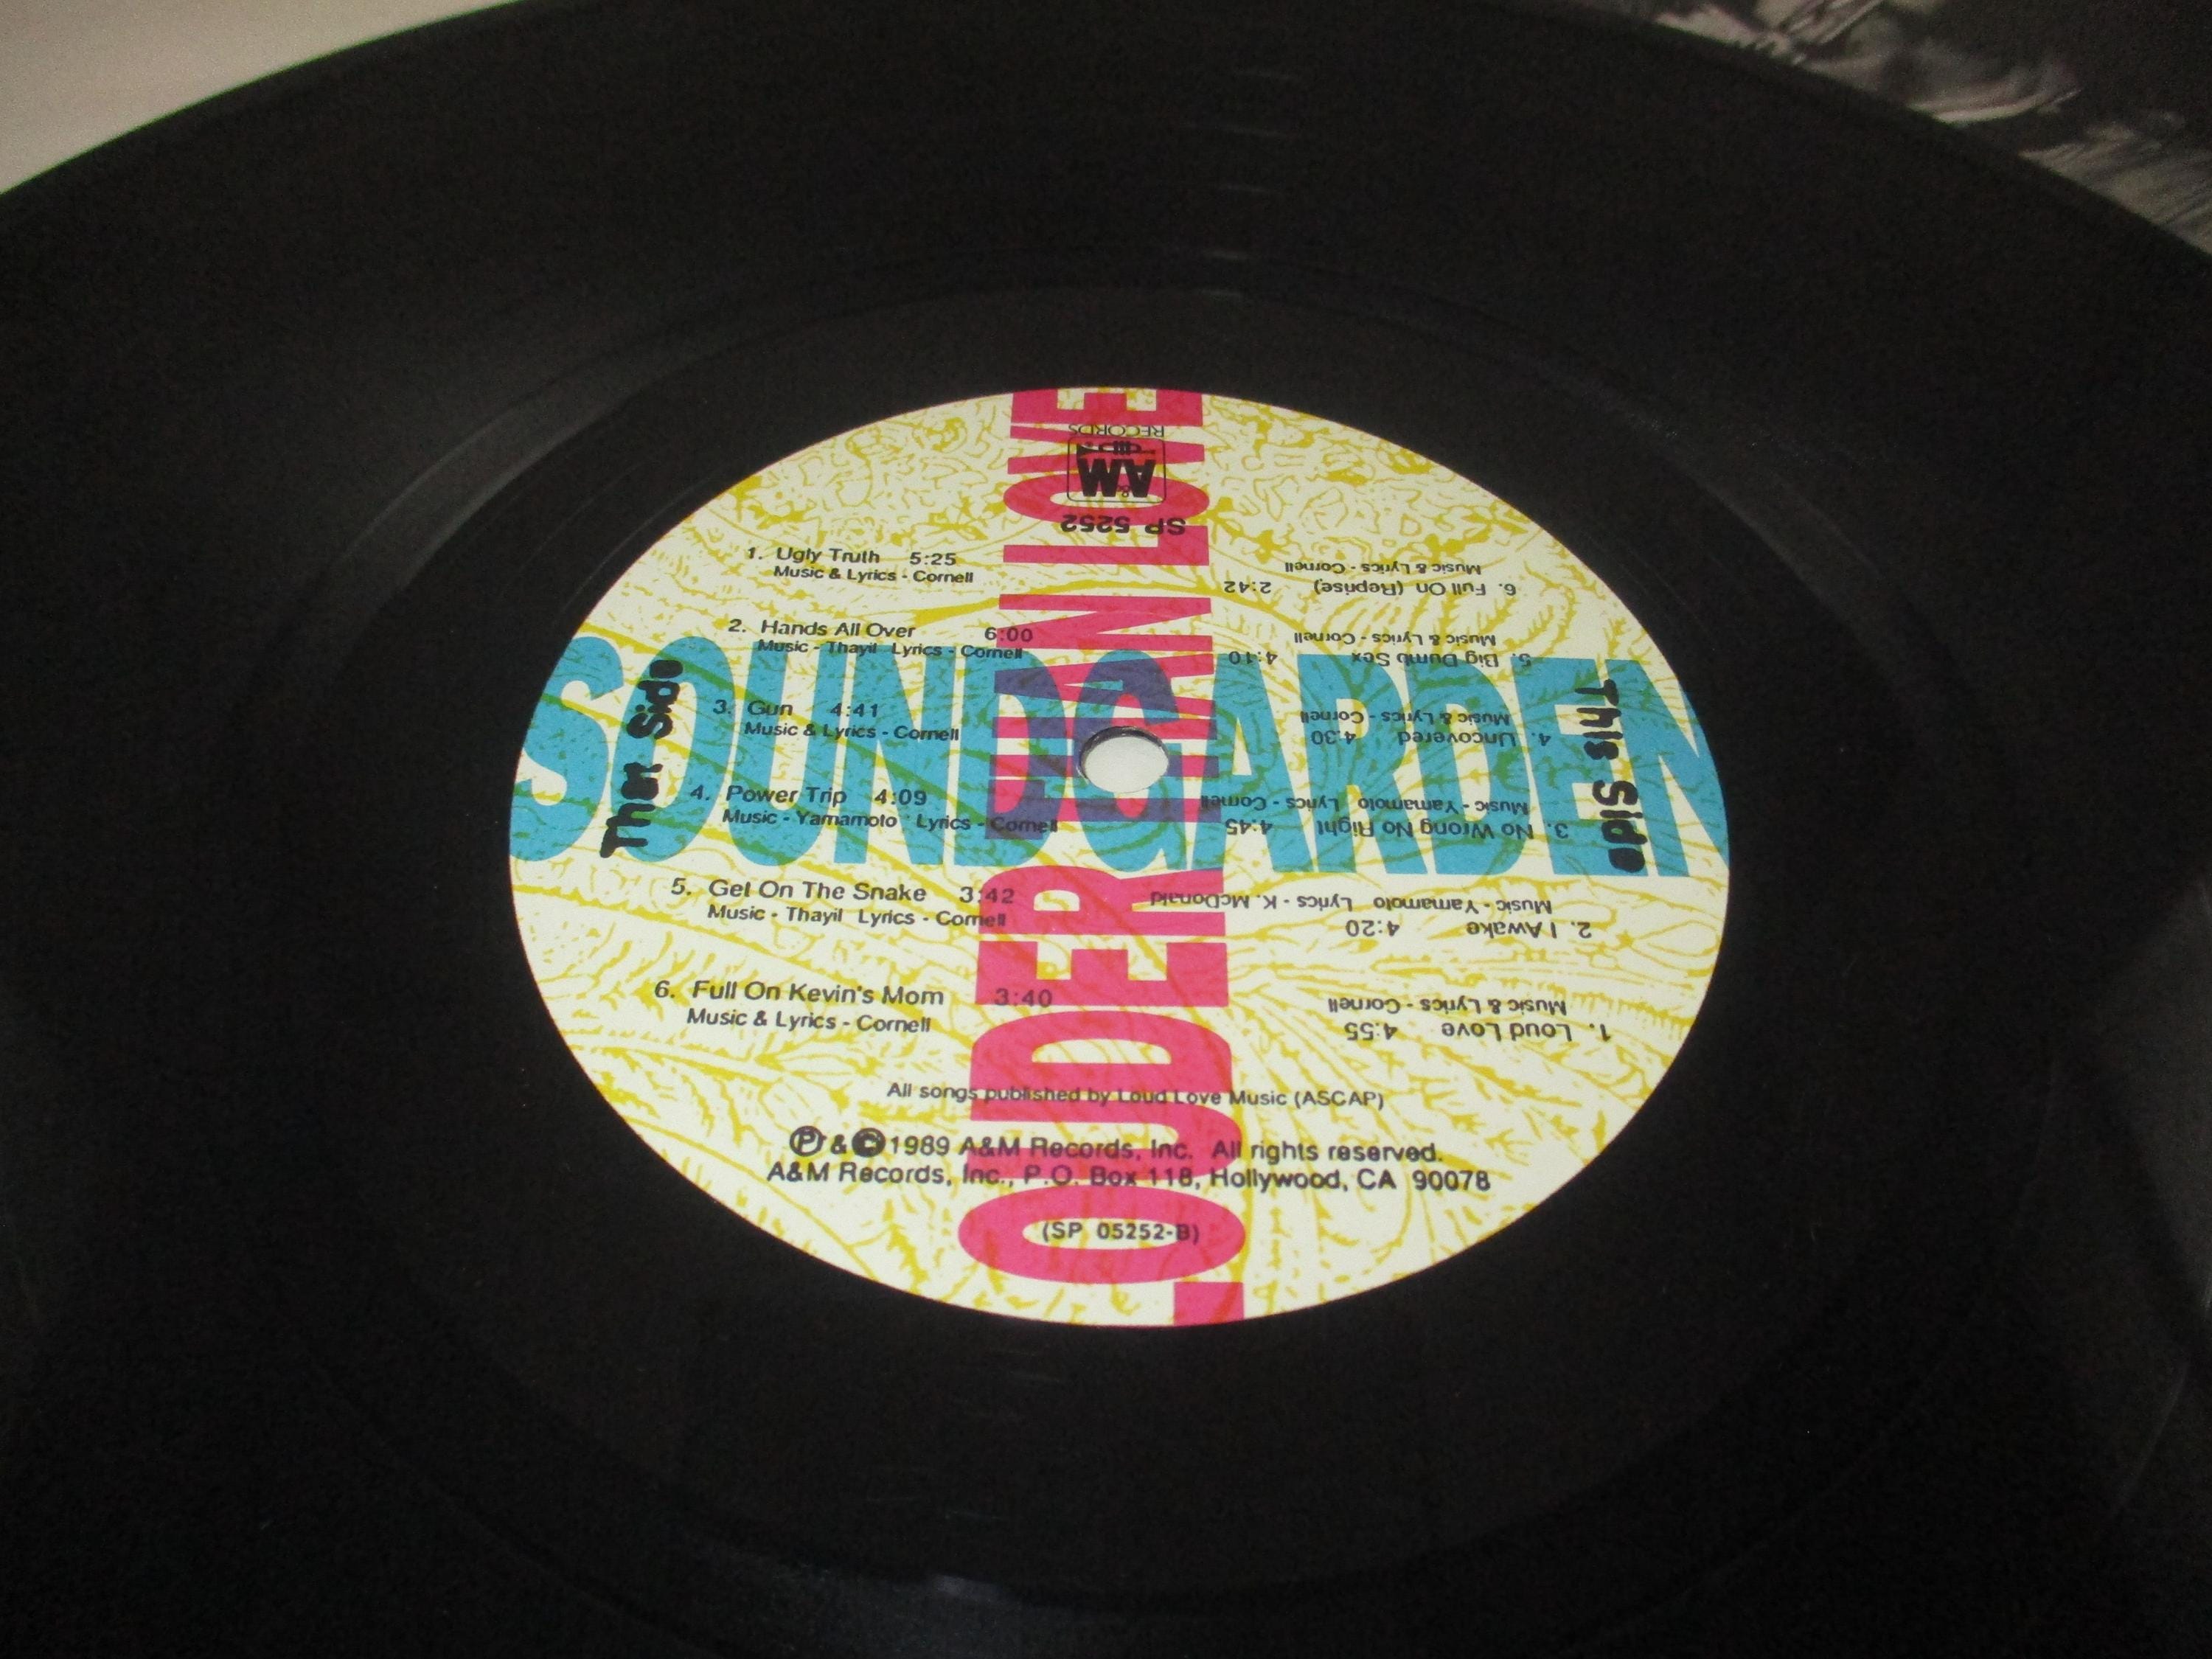 SOUNDGARDEN
LOUDER THAN LOVE
A&M
RECORDS
SP 5252
That Side
1. Ugly Truth 5:25
Music & Lyrics - Cornell
2. Hands All Over 6:00
Music - Thayil Lyrics - Cornell
3. Gun 4:41
Music & Lyrics - Cornell
4. Power Trip 4:09
Music - Yamamoto Lyrics - Cornell
5. Get On The Snake 3:42
Music - Thayil Lyrics - Cornell
6. Full On Kevin's Mom 3:40
Music & Lyrics - Cornell
This Side
1. Loud Love 4:55
Music & Lyrics - Cornell
2. I Awake 4:20
Music - Yamamoto Lyrics - K. McDonald
3. No Wrong No Right 4:45
Music - Yamamoto Lyrics - Cornell
4. Uncovered 4:30
Music & Lyrics - Cornell
5. Big Dumb Sex 4:10
Music & Lyrics - Cornell
6. Full On (Reprise) 2:42
Music & Lyrics - Cornell
All songs published by Loud Love Music (ASCAP)
℗ & © 1989 A&M Records, Inc. All rights reserved.
A&M Records, Inc., P.O. Box 118, Hollywood, CA 90078
(SP 05252-B)